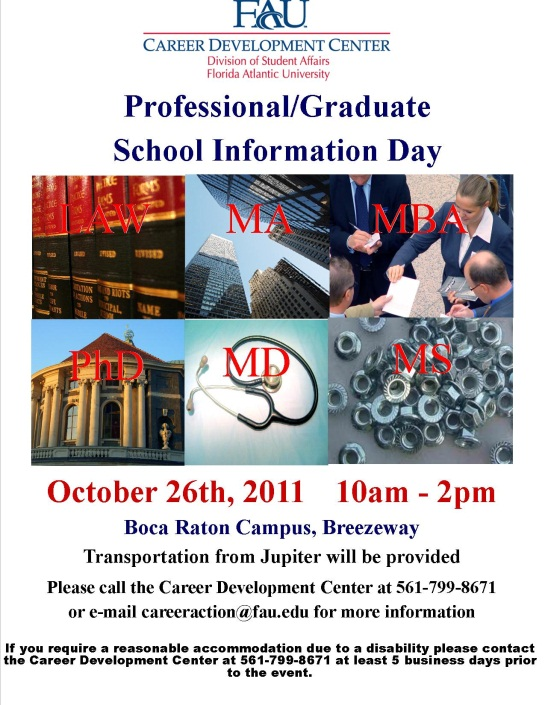 FAU
CAREER DEVELOPMENT CENTER
Division of Student Affairs
Florida Atlantic University
Professional/Graduate
School Information Day
LAW
MA
MBA
PhD
MD
MS
October 26th, 2011 10am - 2pm
Boca Raton Campus, Breezeway
Transportation from Jupiter will be provided
Please call the Career Development Center at 561-799-8671
or e-mail careeraction@fau.edu for more information
If you require a reasonable accommodation due to a disability please contact
the Career Development Center at 561-799-8671 at least 5 business days prior
to the event.